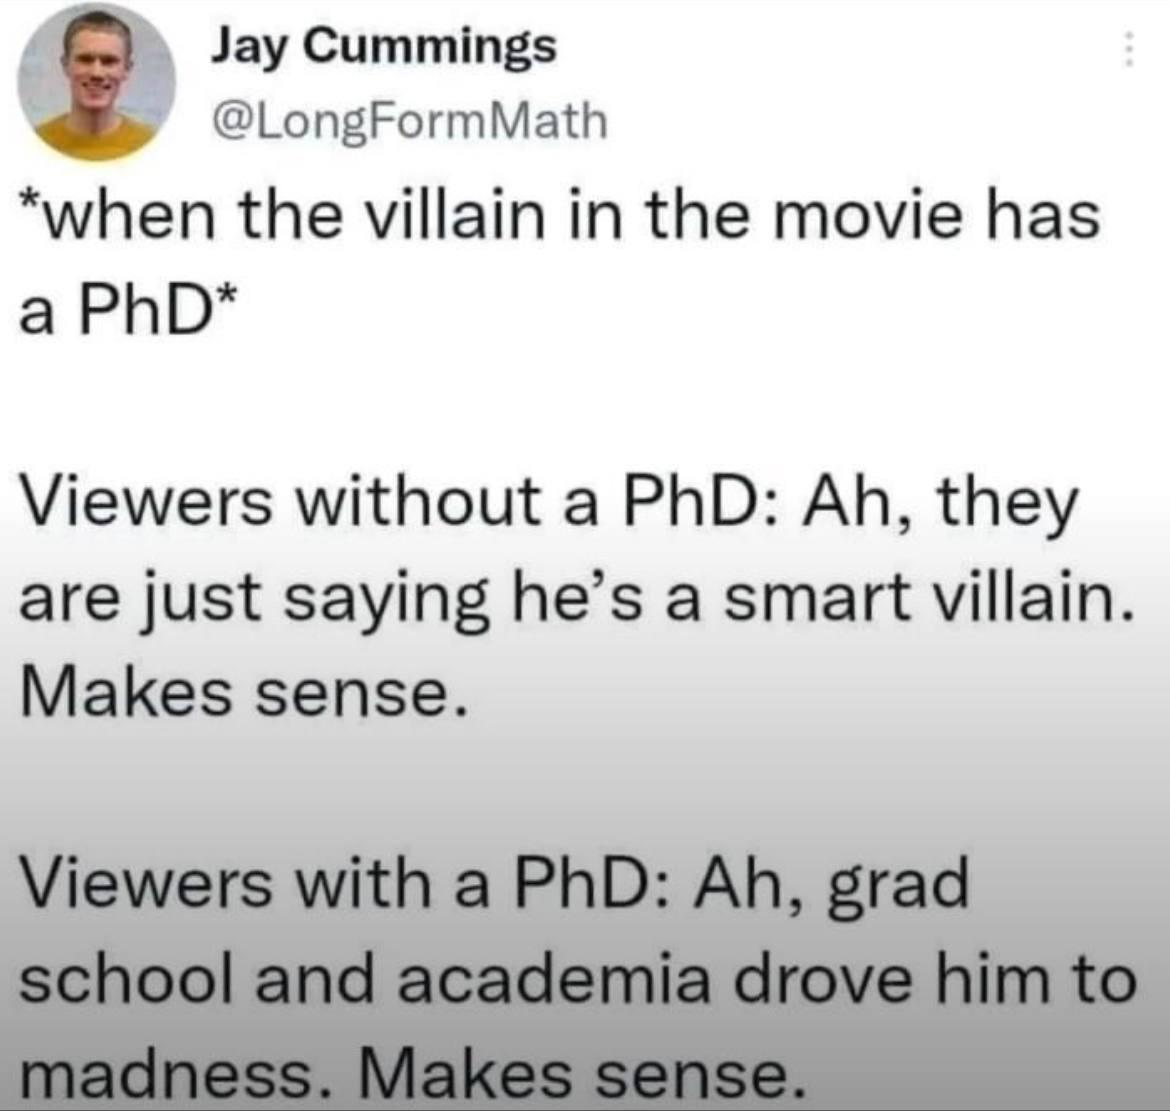 Jay Cummings
@LongFormMath
*when the villain in the movie has
a PhD*
Viewers without a PhD: Ah, they
are just saying he’s a smart villain.
Makes sense.
Viewers with a PhD: Ah, grad
school and academia drove him to
madness. Makes sense.